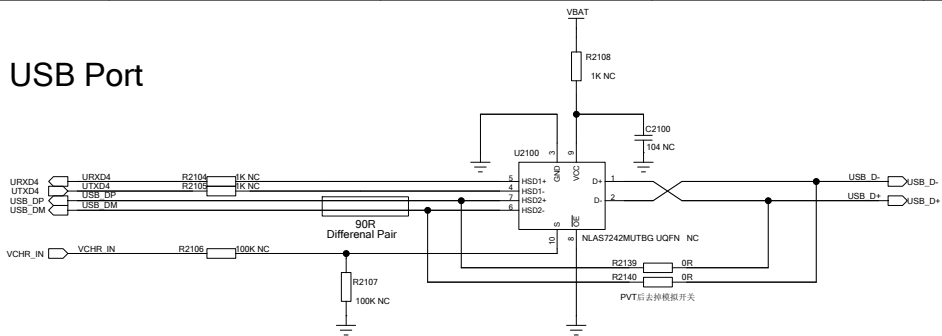 VBAT
R2108
1K NC
USB Port
C2100
104 NC
U2100
3
9
GND
VCC
URXD4 URXD4 R2104 1K NC 5 HSD1+ D+ 1 USB_D- USB_D-
UTXD4 UTXD4 R2105 1K NC 4 HSD1-
USB_DP USB_DP 7 HSD2+ D- 2 USB_D+ USB_D+
USB_DM USB_DM 6 HSD2-
90R
Differenal Pair
S
OE
10
8
NLAS7242MUTBG UQFN NC
VCHR_IN VCHR_IN R2106 100K NC
R2139 0R
R2140 0R
R2107
100K NC
PVT后去掉模拟开关